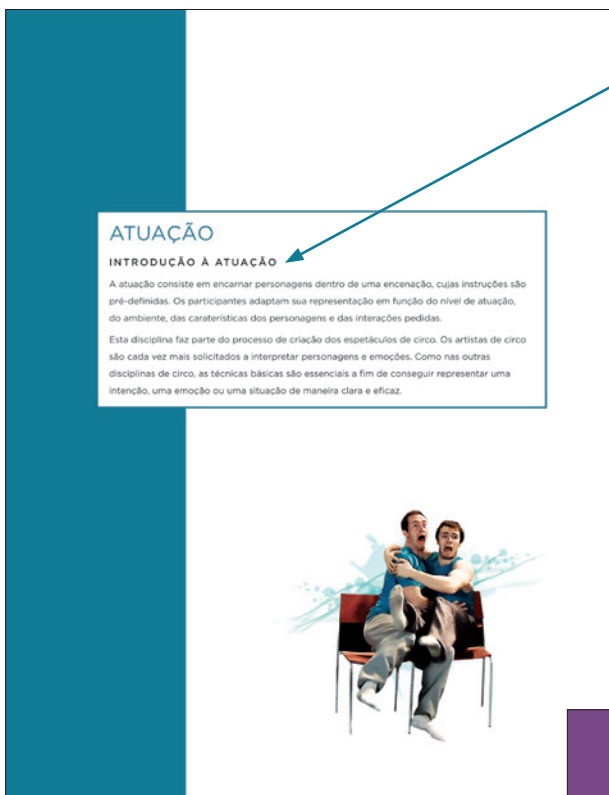 ATUAÇÃO
INTRODUÇÃO À ATUAÇÃO
A atuação consiste em encarnar personagens dentro de uma encenação, cujas instruções são
pré-definidas. Os participantes adaptam sua representação em função do nível de atuação,
do ambiente, das caraterísticas dos personagens e das interações pedidas.
Esta disciplina faz parte do processo de criação dos espetáculos de circo. Os artistas de circo
são cada vez mais solicitados a interpretar personagens e emoções. Como nas outras
disciplinas de circo, as técnicas básicas são essenciais a fim de conseguir representar uma
intenção, uma emoção ou uma situação de maneira clara e eficaz.